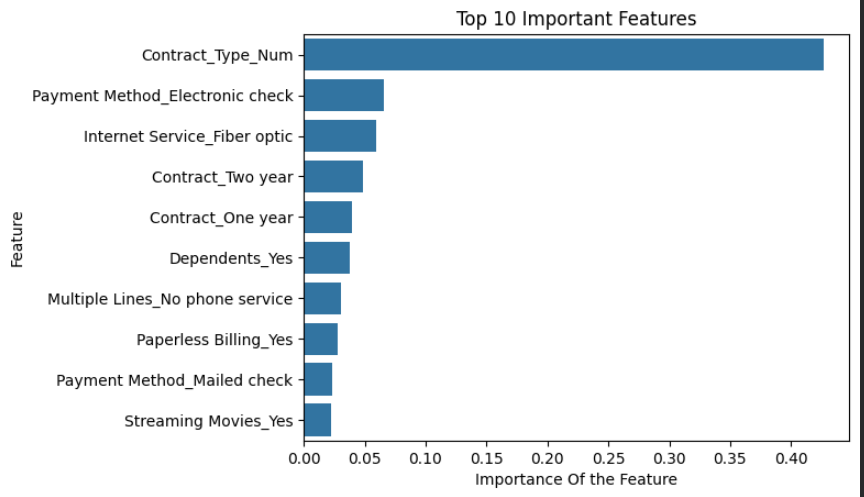 Top 10 Important Features
Contract_Type_Num
Payment Method_Electronic check
Internet Service_Fiber optic
Contract_Two year
Contract_One year
Dependents_Yes
Multiple Lines_No phone service
Paperless Billing_Yes
Payment Method_Mailed check
Streaming Movies_Yes
Feature
0.00 0.05 0.10 0.15 0.20 0.25 0.30 0.35 0.40
Importance Of the Feature